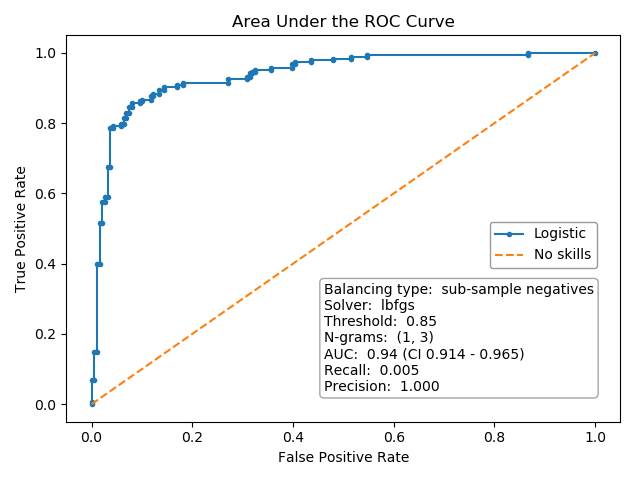 Area Under the ROC Curve
True Positive Rate
1.0
0.8
0.6
0.4
0.2
0.0
Logistic
No skills
Balancing type:  sub-sample negatives
Solver:  lbfgs
Threshold:  0.85
N-grams:  (1, 3)
AUC:  0.94 (CI 0.914 - 0.965)
Recall:  0.005
Precision:  1.000
0.0 0.2 0.4 0.6 0.8 1.0
False Positive Rate